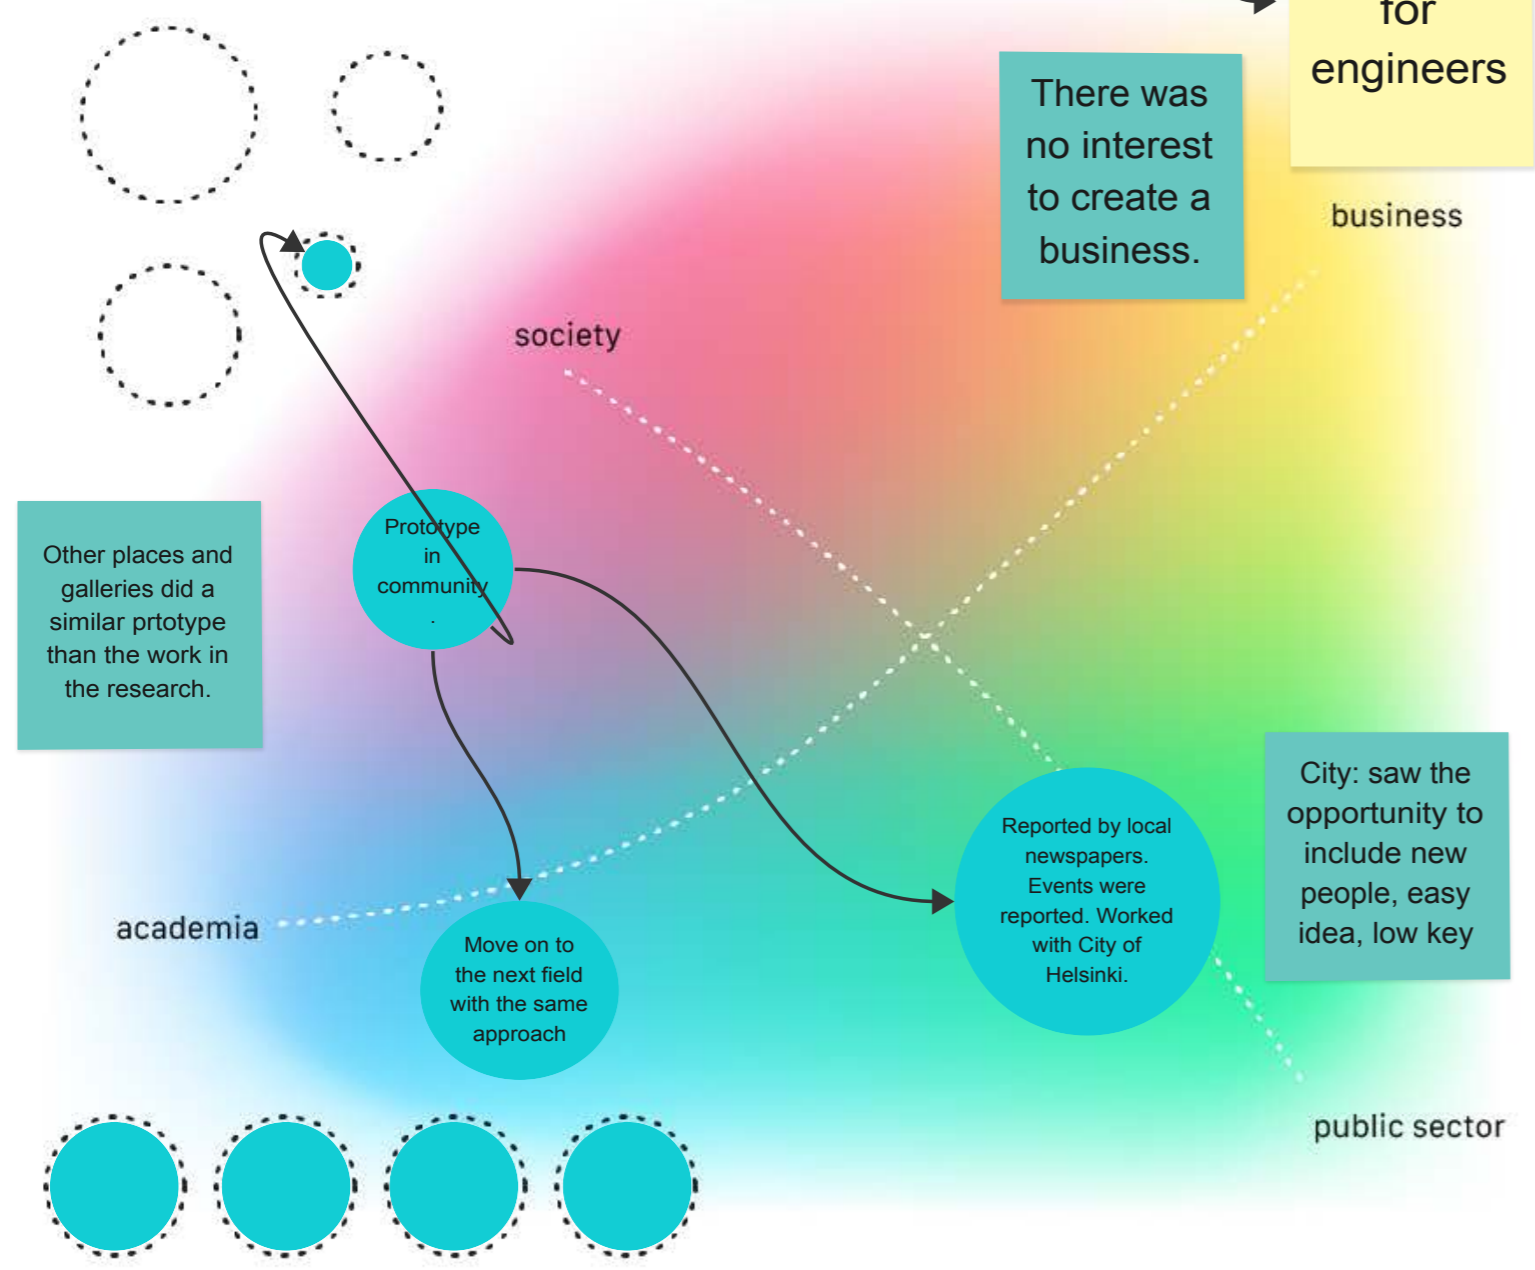 for
engineers
There was
no interest
to create a
business.
business
society
Prototype
in
community
.
Other places and
galleries did a
similar prtotype
than the work in
the research.
City: saw the
opportunity to
include new
people, easy
idea, low key
Reported by local
newspapers.
Events were
reported. Worked
with City of
Helsinki.
academia
Move on to
the next field
with the same
approach
public sector